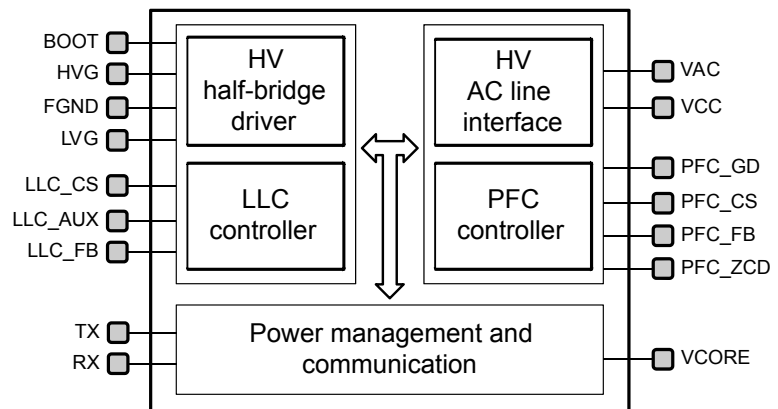 BOOT
HVG
FGND
LVG
LLC_CS
LLC_AUX
LLC_FB
TX
RX
HV
half-bridge
driver
LLC
controller
HV
AC line
interface
PFC
controller
Power management and
communication
VAC
VCC
PFC_GD
PFC_CS
PFC_FB
PFC_ZCD
VCORE